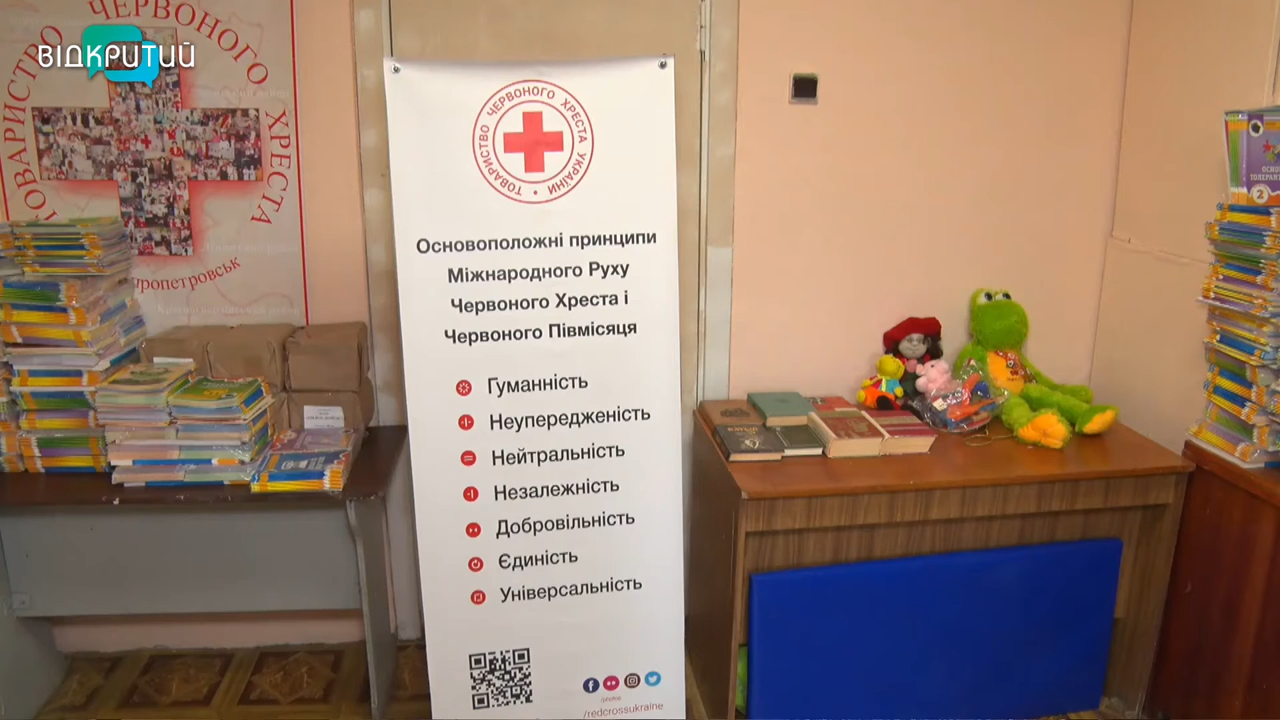 ВІДКРИТИЙ
ТОВАРИСТВО ЧЕРВОНОГО ХРЕСТА
ТОВАРИСТВО ЧЕРВОНОГО ХРЕСТА УКРАЇНИ
Основоположні принципи
Міжнародного Руху
Червоного Хреста і
Червоного Півмісяця
Гуманність
Неупередженість
Нейтральність
Незалежність
Добровільність
Єдиність
Універсальність
/redcrossukraine
2